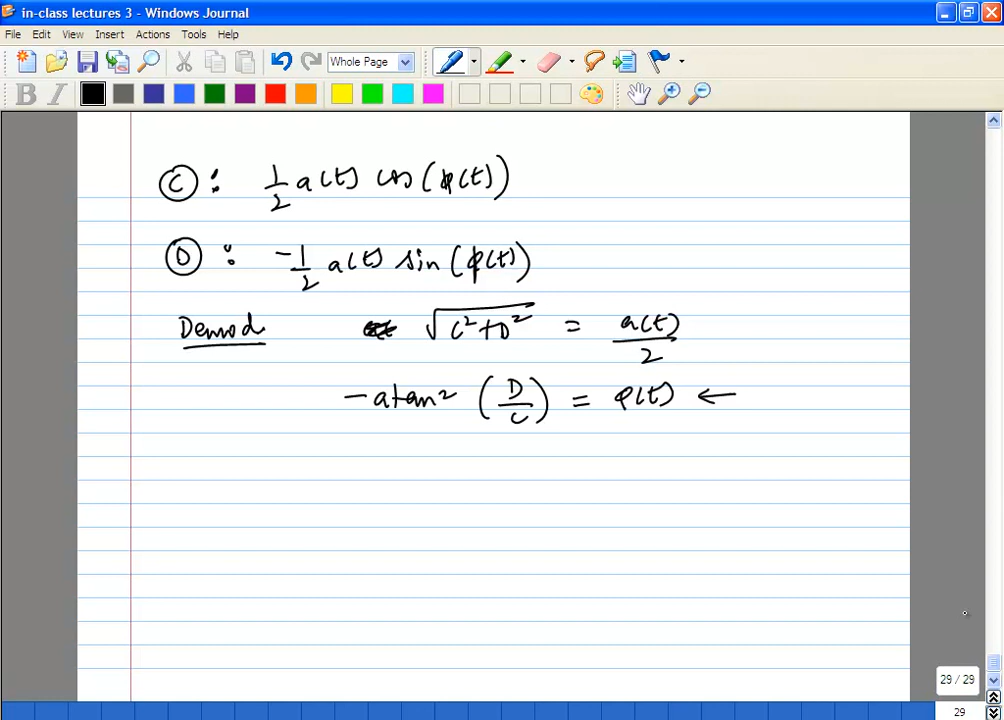 in-class lectures 3 - Windows Journal
File Edit View Insert Actions Tools Help
Whole Page
B I
Ⓒ : 1/2 a(t) cos(φ(t))
Ⓓ : -1/2 a(t) sin(φ(t))
Demod √(C²+D²) = a(t)/2
-atan2 (D/C) = φ(t) ←
29 / 29
29